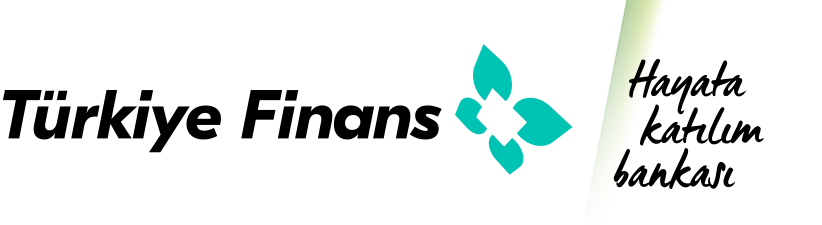 Türkiye Finans
Hayata
katılım
bankası